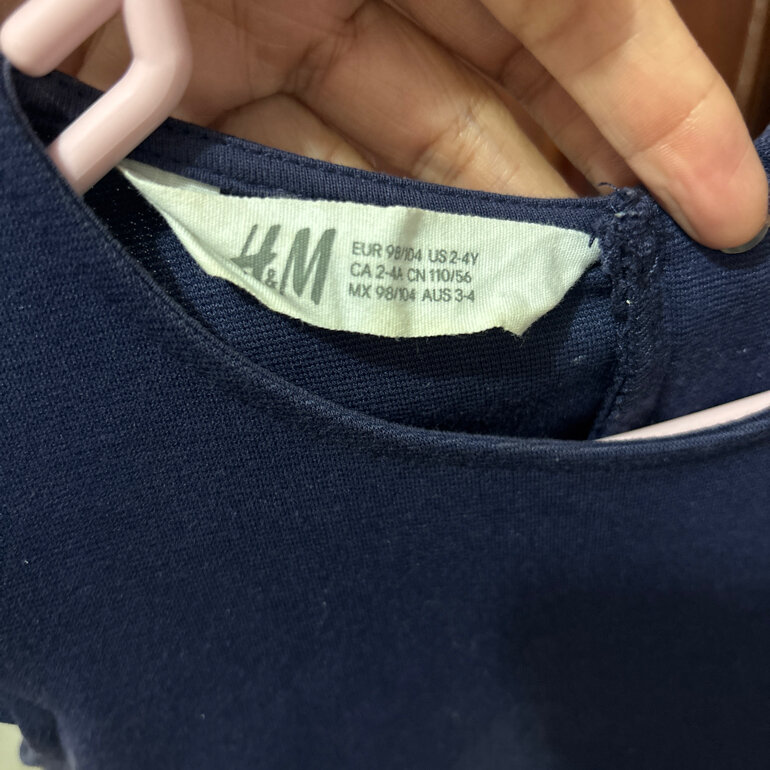 H&M
EUR 98/104 US 2-4Y
CA 2-4A CN 110/56
MX 98/104 AUS 3-4